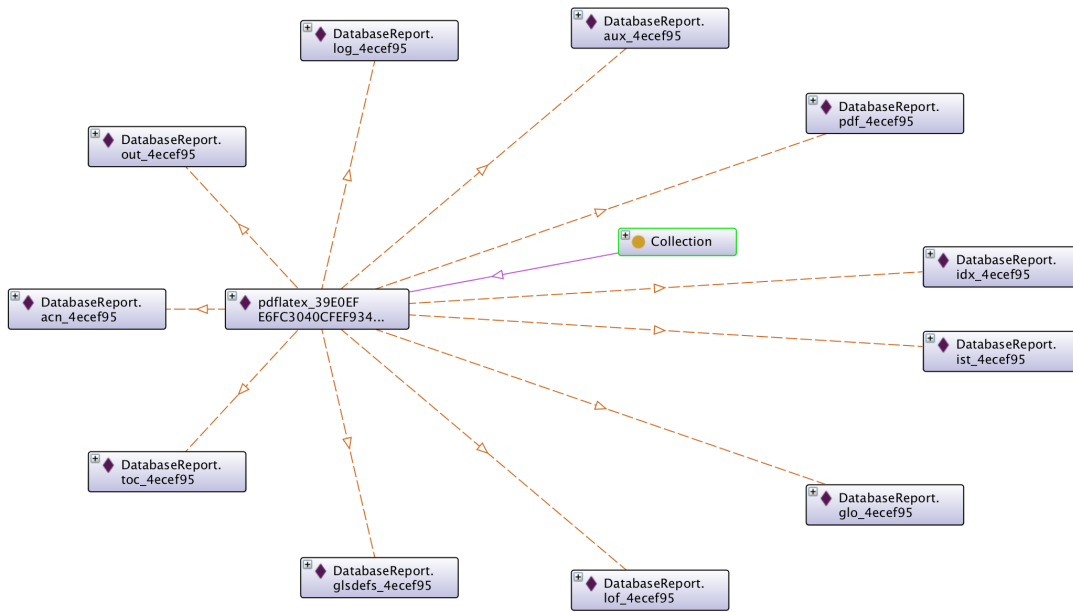 DatabaseReport.
log_4ecef95
DatabaseReport.
aux_4ecef95
DatabaseReport.
pdf_4ecef95
DatabaseReport.
out_4ecef95
Collection
DatabaseReport.
idx_4ecef95
DatabaseReport.
acn_4ecef95
pdflatex_39E0EF
E6FC3040CFEF934...
DatabaseReport.
ist_4ecef95
DatabaseReport.
toc_4ecef95
DatabaseReport.
glo_4ecef95
DatabaseReport.
glsdefs_4ecef95
DatabaseReport.
lof_4ecef95